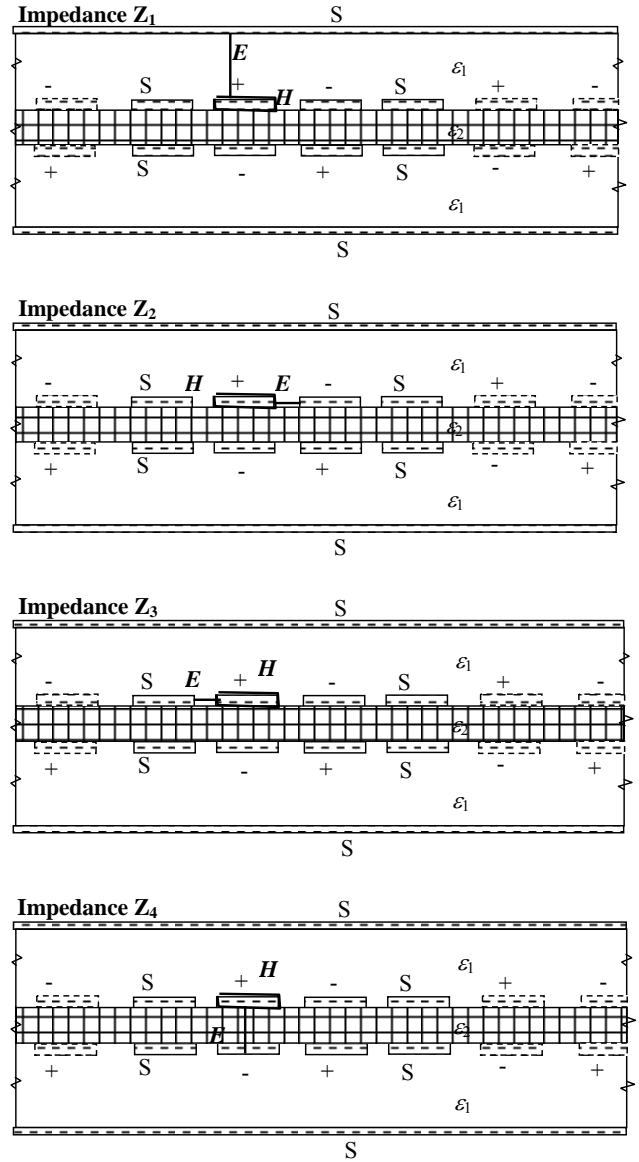 Impedance Z₁ S
E ε₁
- S + - S + -
H
ε₂
+ S - + S - +
ε₁
S
Impedance Z₂ S
ε₁
- S H + E - S + -
ε₂
+ S - + S - +
ε₁
S
Impedance Z₃ S
ε₁
- S E + H - S + -
ε₂
+ S - + S - +
ε₁
S
Impedance Z₄ S
ε₁
- S + H - S + -
E ε₂
+ S - + S - +
ε₁
S